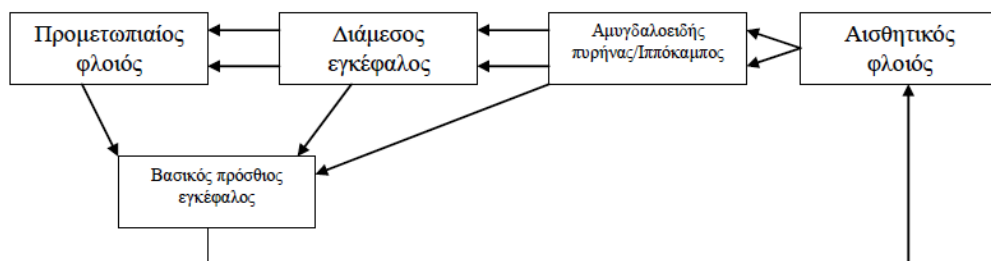 Προμετωπιαίος
φλοιός
Διάμεσος
εγκέφαλος
Αμυγδαλοειδής
πυρήνας/Ιππόκαμπος
Αισθητικός
φλοιός
Βασικός πρόσθιος
εγκέφαλος